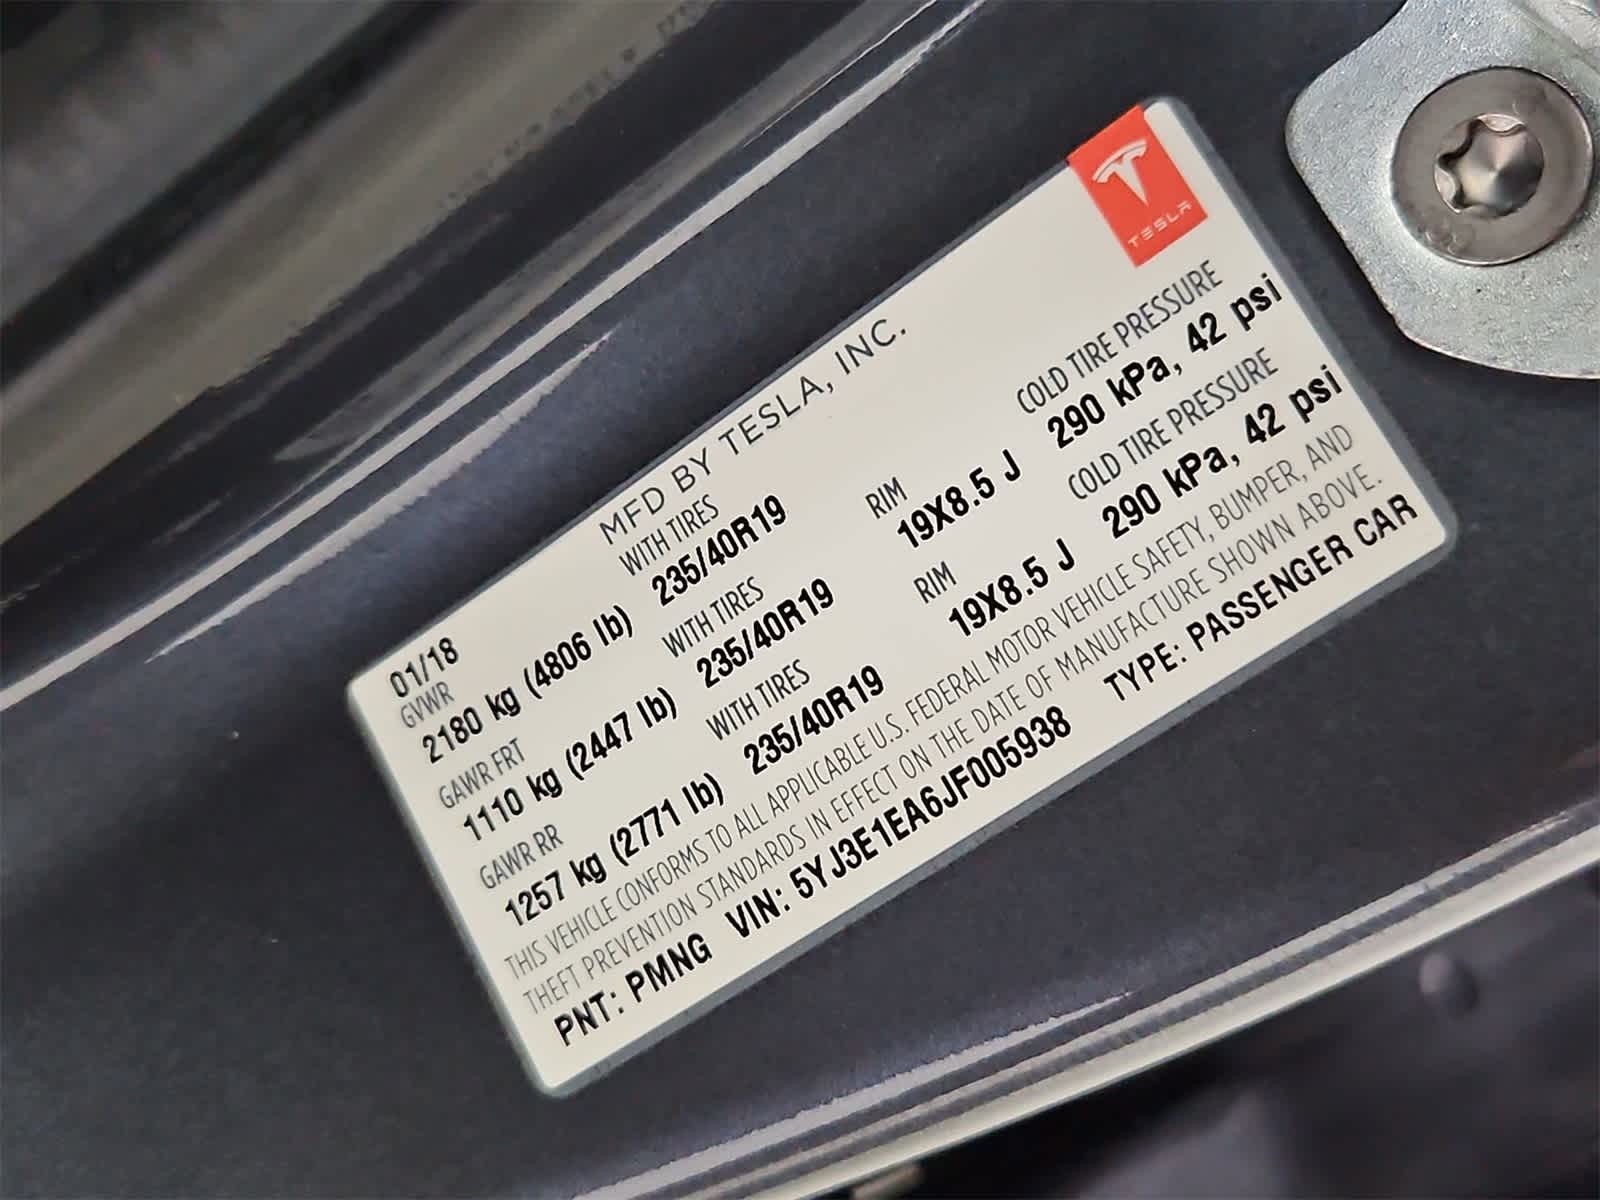 TESLA
MFD BY TESLA, INC.
01/18
GVWR WITH TIRES RIM COLD TIRE PRESSURE
2180 kg (4806 lb) 235/40R19 19X8.5 J 290 kPa, 42 psi
GAWR FRT WITH TIRES RIM COLD TIRE PRESSURE
1110 kg (2447 lb) 235/40R19 19X8.5 J 290 kPa, 42 psi
GAWR RR WITH TIRES
1257 kg (2771 lb) 235/40R19
THIS VEHICLE CONFORMS TO ALL APPLICABLE U.S. FEDERAL MOTOR VEHICLE SAFETY, BUMPER, AND
THEFT PREVENTION STANDARDS IN EFFECT ON THE DATE OF MANUFACTURE SHOWN ABOVE.
PNT: PMNG VIN: 5YJ3E1EA6JF005938 TYPE: PASSENGER CAR